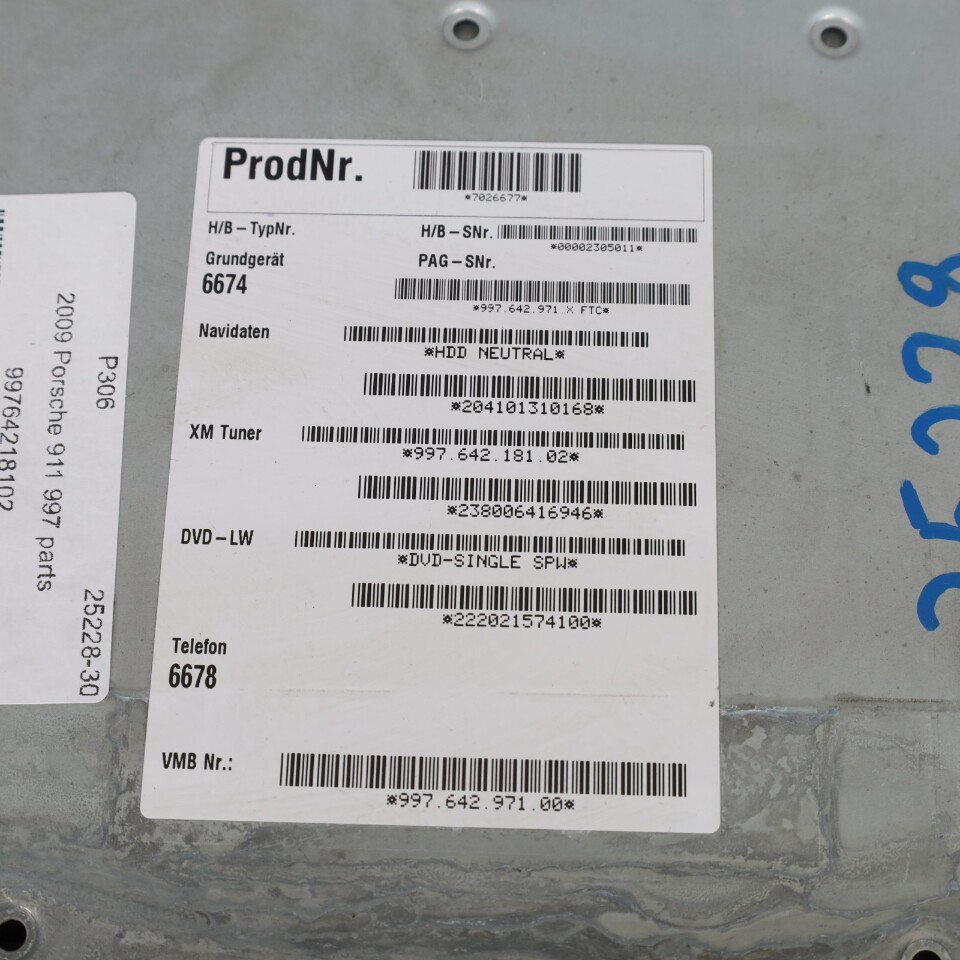 ProdNr.
*7026677*
H/B-TypNr.
H/B-SNr.
*00002305011*
Grundgerät
6674
PAG-SNr.
*997.642.971.X FTC*
Navidaten
*HDD NEUTRAL*
*204101310168*
XM Tuner
*997.642.181.02*
*238006416946*
DVD-LW
*DVD-SINGLE SPW*
*222021574100*
Telefon
6678
VMB Nr.:
*997.642.971.00*
P306
25228-30
2009 Porsche 911 997 parts
99764218102
25228